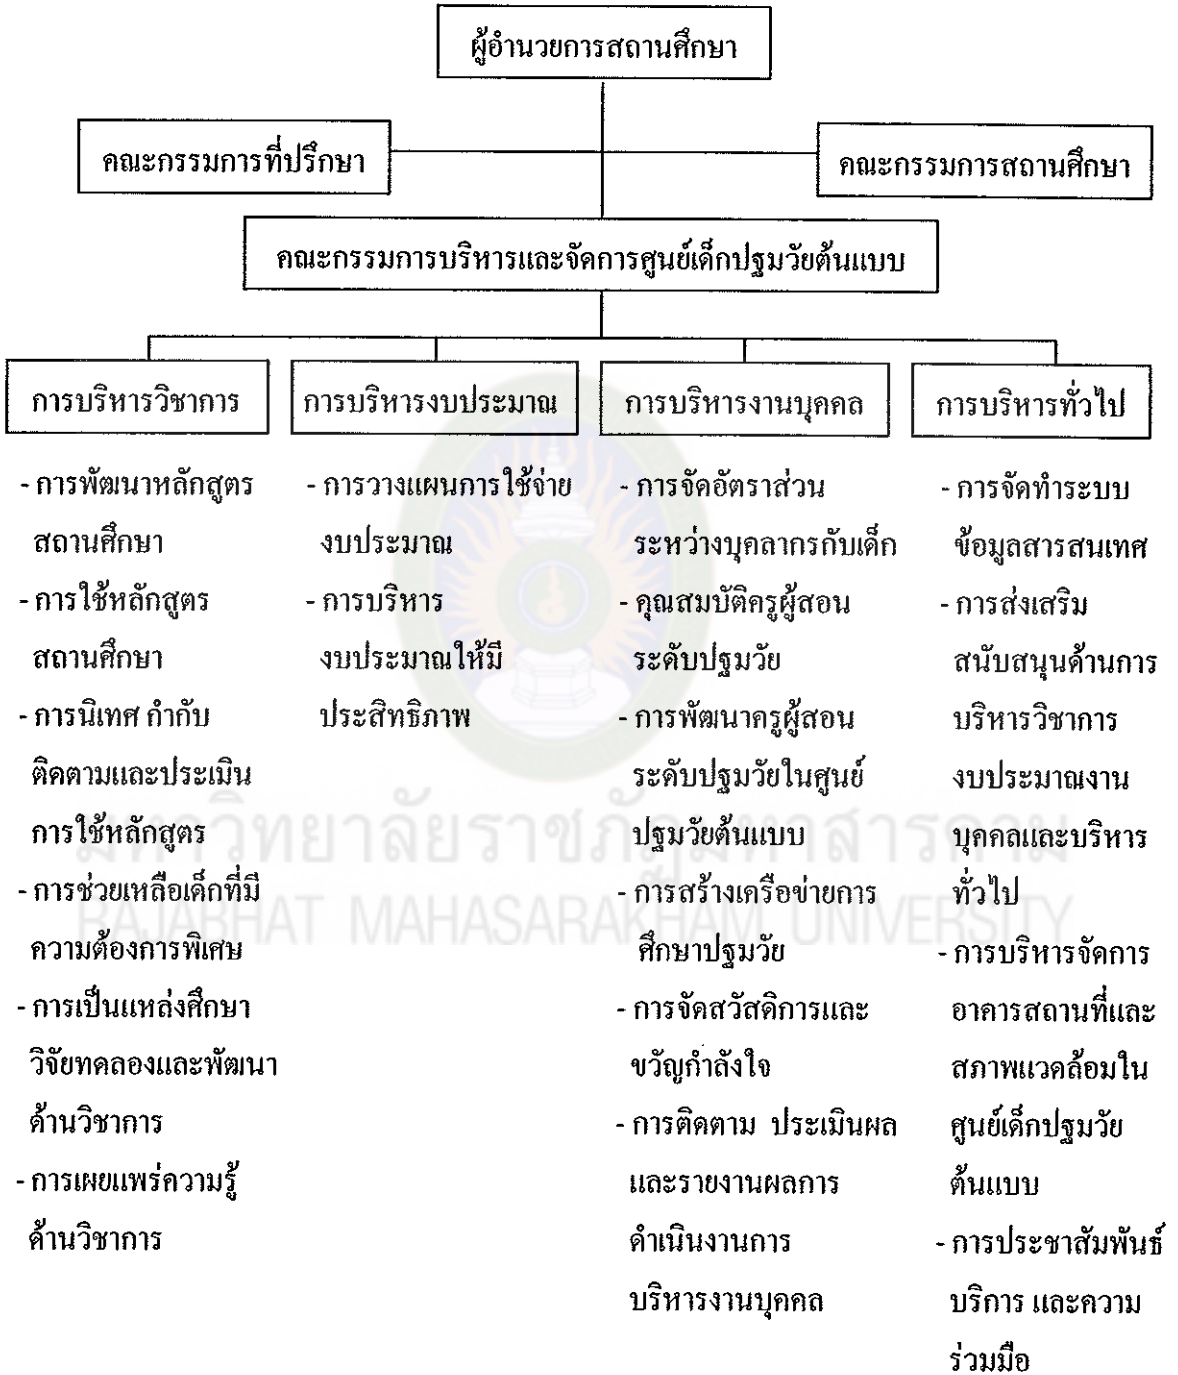 ผู้อำนวยการสถานศึกษา
คณะกรรมการที่ปรึกษา
คณะกรรมการสถานศึกษา
คณะกรรมการบริหารและจัดการศูนย์เด็กปฐมวัยต้นแบบ
การบริหารวิชาการ
- การพัฒนาหลักสูตร
สถานศึกษา
- การใช้หลักสูตร
สถานศึกษา
- การนิเทศ กำกับ
ติดตามและประเมิน
การใช้หลักสูตร
- การช่วยเหลือเด็กที่มี
ความต้องการพิเศษ
- การเป็นแหล่งศึกษา
วิจัยทดลองและพัฒนา
ด้านวิชาการ
- การเผยแพร่ความรู้
ด้านวิชาการ
การบริหารงบประมาณ
- การวางแผนการใช้จ่าย
งบประมาณ
- การบริหาร
งบประมาณให้มี
ประสิทธิภาพ
การบริหารงานบุคคล
- การจัดอัตราส่วน
ระหว่างบุคลากรกับเด็ก
- คุณสมบัติครูผู้สอน
ระดับปฐมวัย
- การพัฒนาครูผู้สอน
ระดับปฐมวัยในศูนย์
ปฐมวัยต้นแบบ
- การสร้างเครือข่ายการ
ศึกษาปฐมวัย
- การจัดสวัสดิการและ
ขวัญกำลังใจ
- การติดตาม ประเมินผล
และรายงานผลการ
ดำเนินงานการ
บริหารงานบุคคล
การบริหารทั่วไป
- การจัดทำระบบ
ข้อมูลสารสนเทศ
- การส่งเสริม
สนับสนุนด้านการ
บริหารวิชาการ
งบประมาณงาน
บุคคลและบริหาร
ทั่วไป
- การบริหารจัดการ
อาคารสถานที่และ
สภาพแวดล้อมใน
ศูนย์เด็กปฐมวัย
ต้นแบบ
- การประชาสัมพันธ์
บริการ และความ
ร่วมมือ
มหาวิทยาลัยราชภัฏมหาสารคาม
RAJABHAT MAHASARAKHAM UNIVERSITY